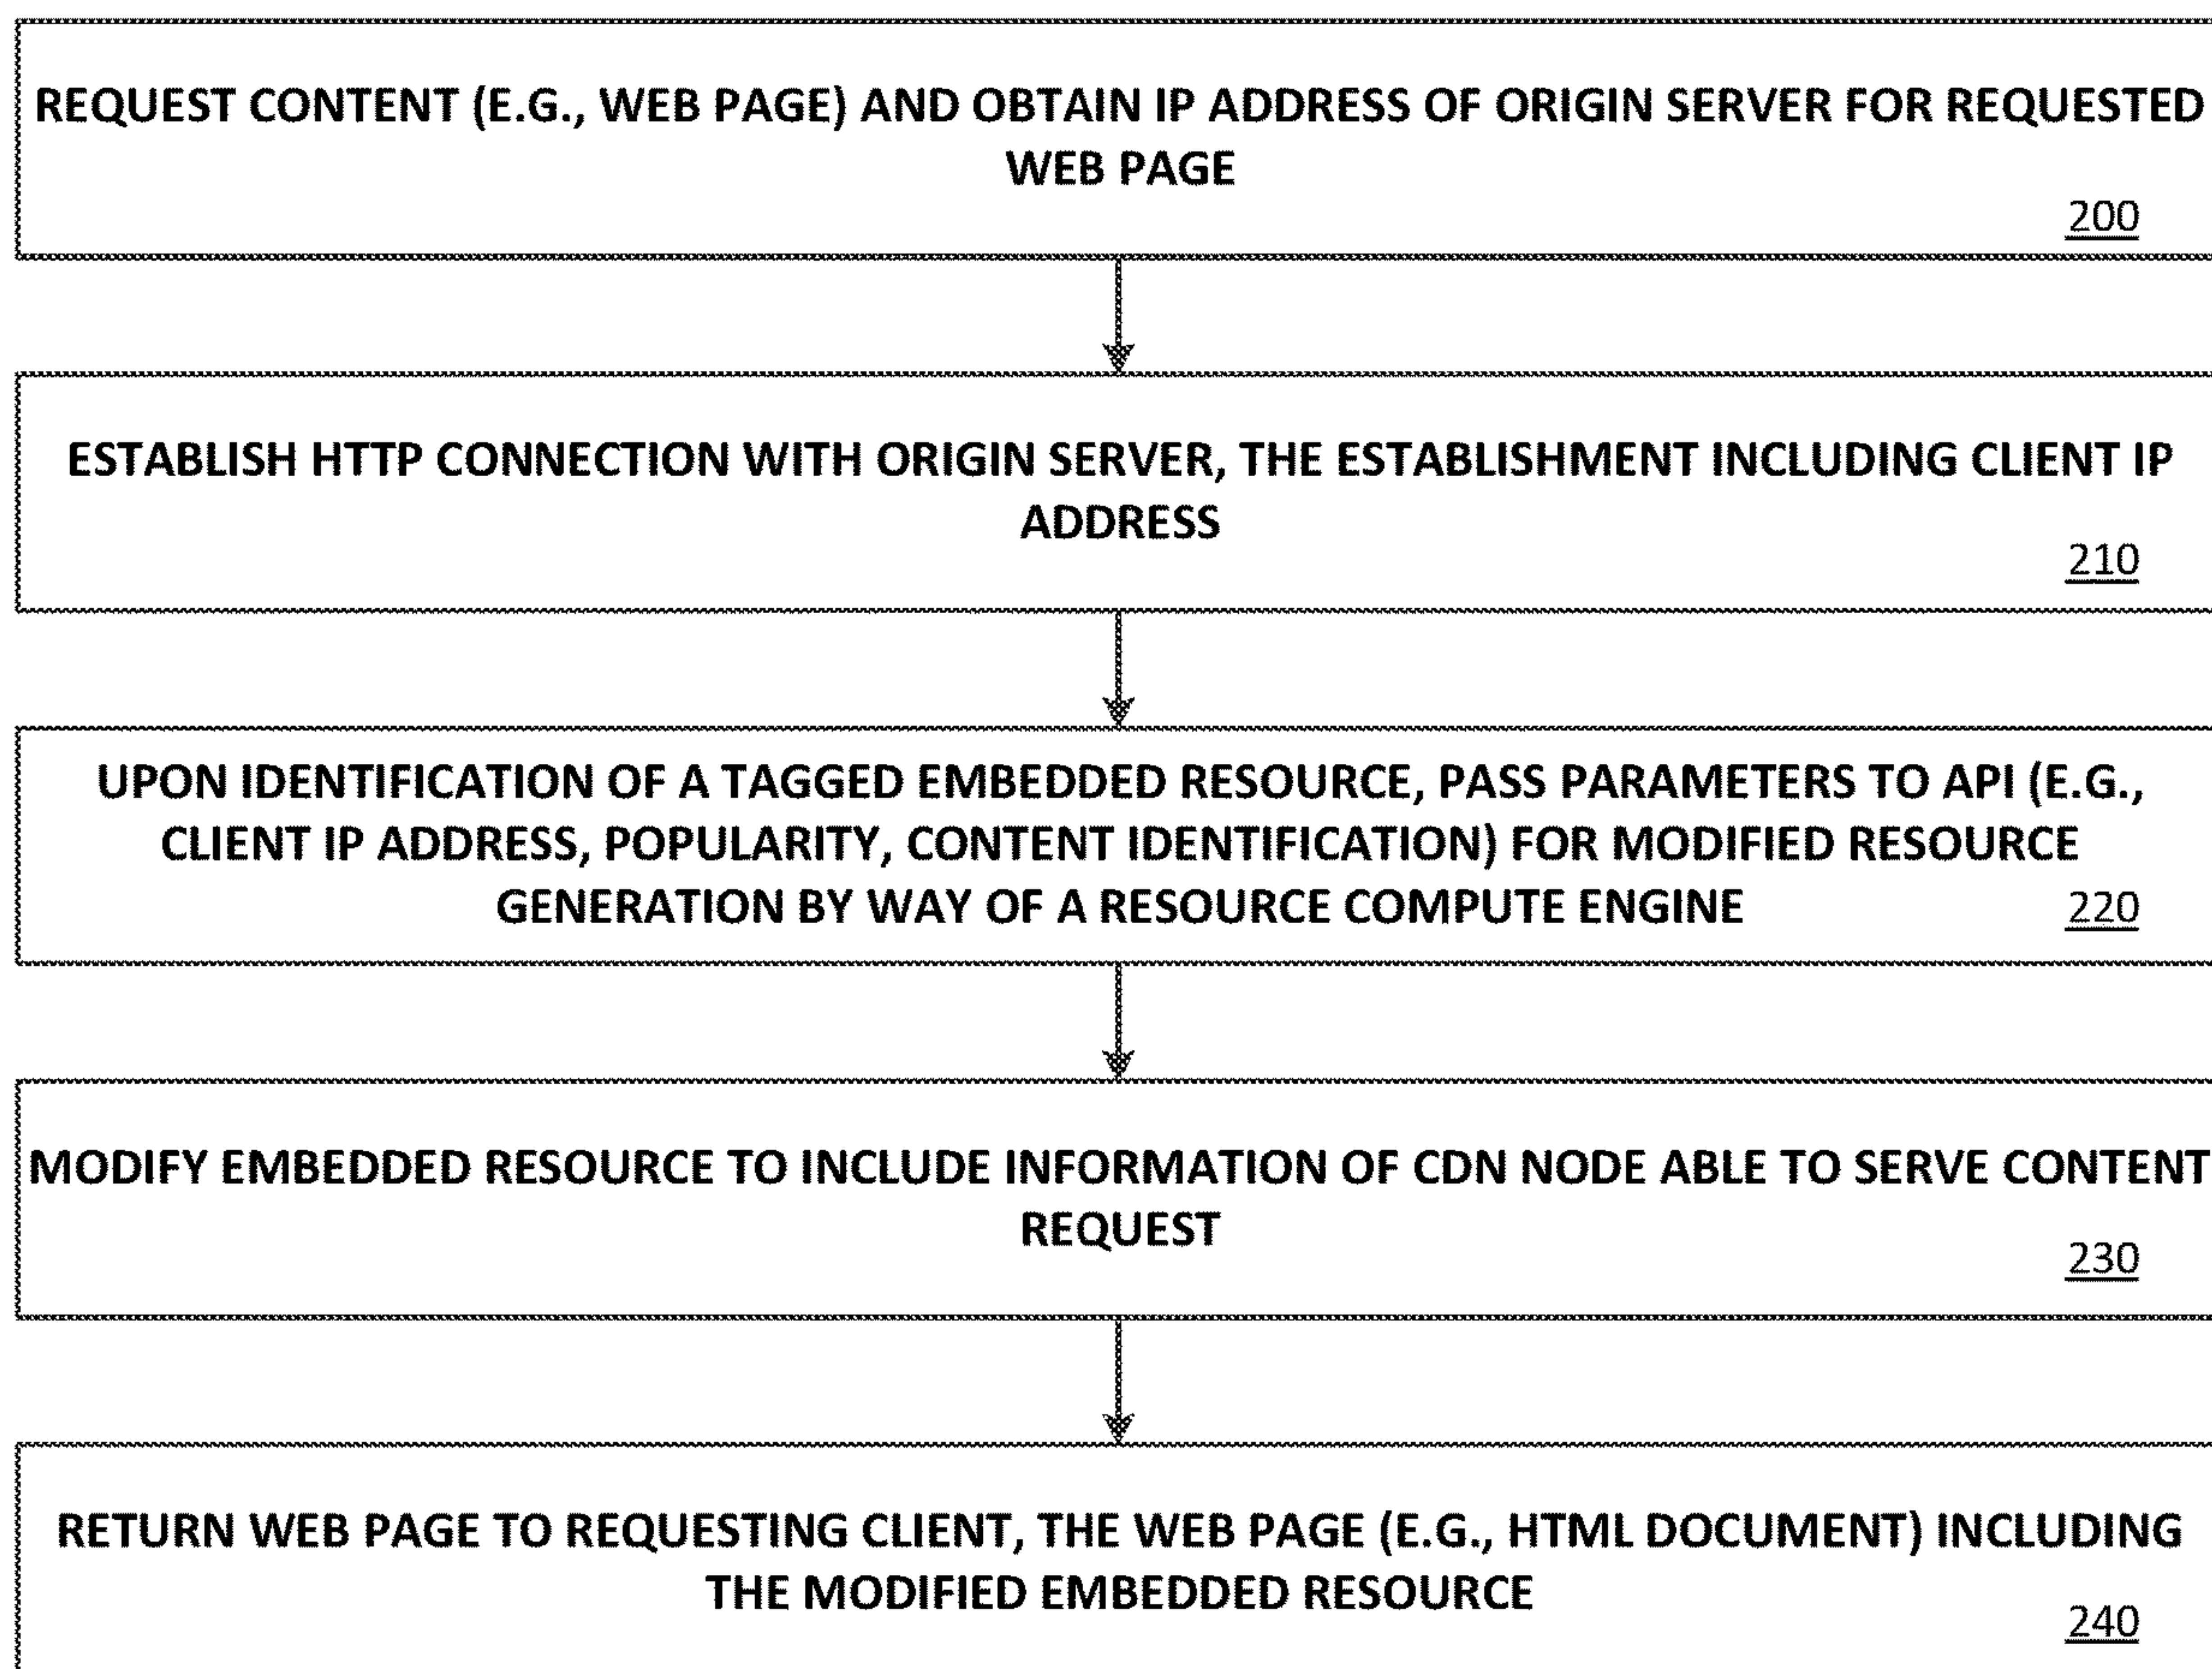 REQUEST CONTENT (E.G., WEB PAGE) AND OBTAIN IP ADDRESS OF ORIGIN SERVER FOR REQUESTED
WEB PAGE
200
ESTABLISH HTTP CONNECTION WITH ORIGIN SERVER, THE ESTABLISHMENT INCLUDING CLIENT IP
ADDRESS
210
UPON IDENTIFICATION OF A TAGGED EMBEDDED RESOURCE, PASS PARAMETERS TO API (E.G.,
CLIENT IP ADDRESS, POPULARITY, CONTENT IDENTIFICATION) FOR MODIFIED RESOURCE
GENERATION BY WAY OF A RESOURCE COMPUTE ENGINE 220
MODIFY EMBEDDED RESOURCE TO INCLUDE INFORMATION OF CDN NODE ABLE TO SERVE CONTENT
REQUEST
230
RETURN WEB PAGE TO REQUESTING CLIENT, THE WEB PAGE (E.G., HTML DOCUMENT) INCLUDING
THE MODIFIED EMBEDDED RESOURCE
240